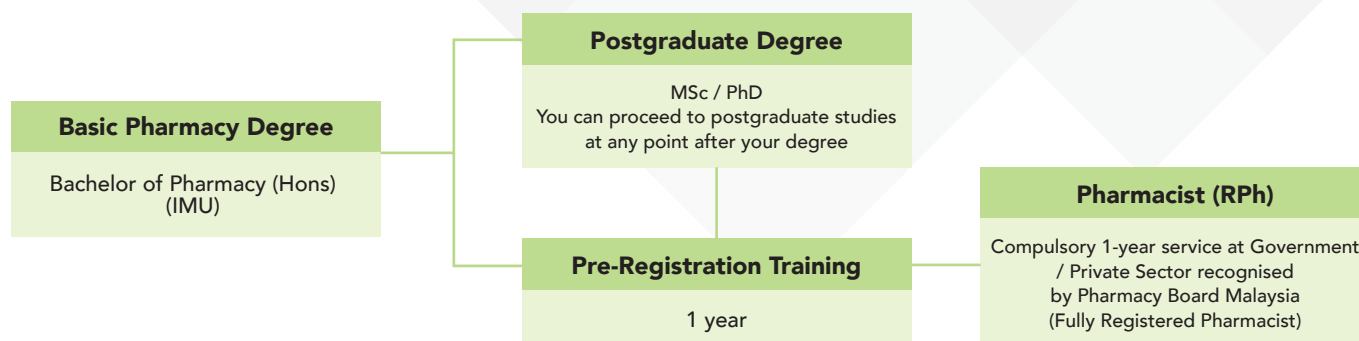 Basic Pharmacy Degree
Bachelor of Pharmacy (Hons)
(IMU)
Postgraduate Degree
MSc / PhD
You can proceed to postgraduate studies
at any point after your degree
Pre-Registration Training
1 year
Pharmacist (RPh)
Compulsory 1-year service at Government
/ Private Sector recognised
by Pharmacy Board Malaysia
(Fully Registered Pharmacist)